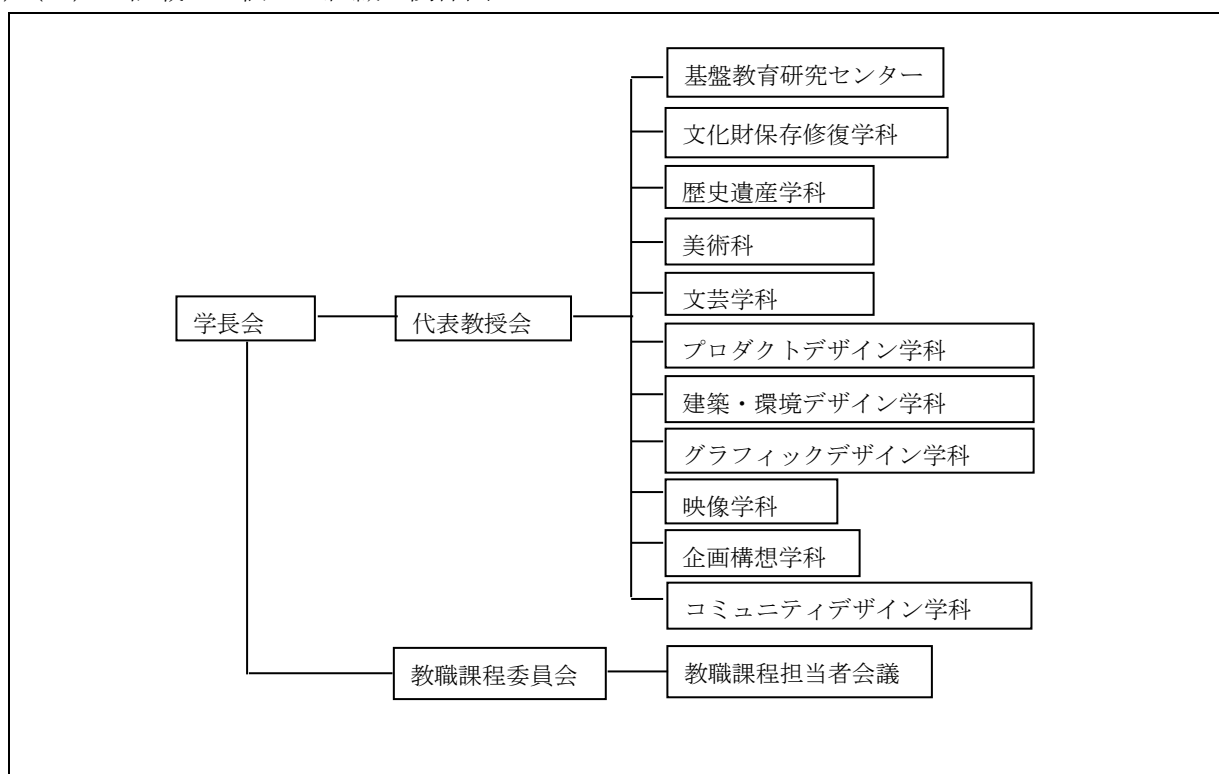 基盤教育研究センター
文化財保存修復学科
歴史遺産学科
美術科
文芸学科
学長会
代表教授会
プロダクトデザイン学科
建築・環境デザイン学科
グラフィックデザイン学科
映像学科
企画構想学科
コミュニティデザイン学科
教職課程委員会
教職課程担当者会議